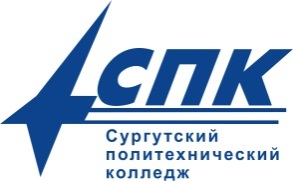 СПК
Сургутский
политехнический
колледж